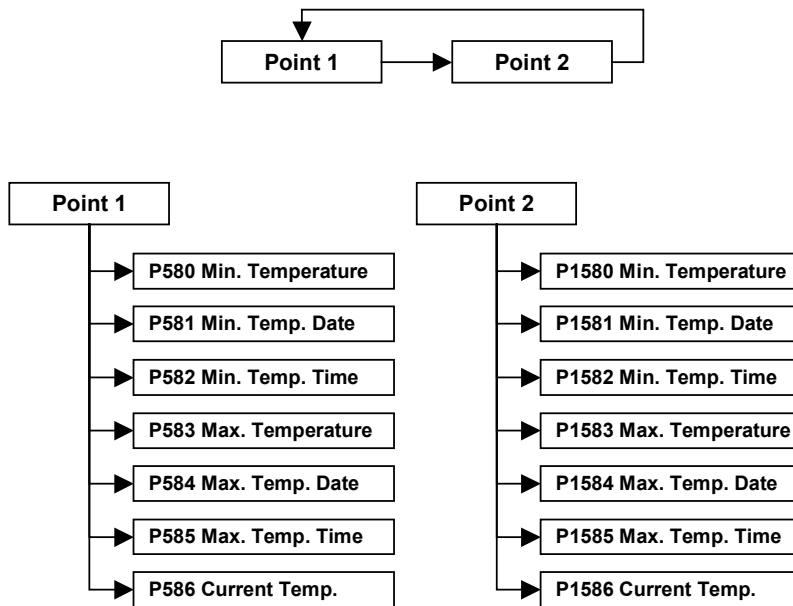 Point 1
Point 2
Point 1
P580 Min. Temperature
P581 Min. Temp. Date
P582 Min. Temp. Time
P583 Max. Temperature
P584 Max. Temp. Date
P585 Max. Temp. Time
P586 Current Temp.
Point 2
P1580 Min. Temperature
P1581 Min. Temp. Date
P1582 Min. Temp. Time
P1583 Max. Temperature
P1584 Max. Temp. Date
P1585 Max. Temp. Time
P1586 Current Temp.